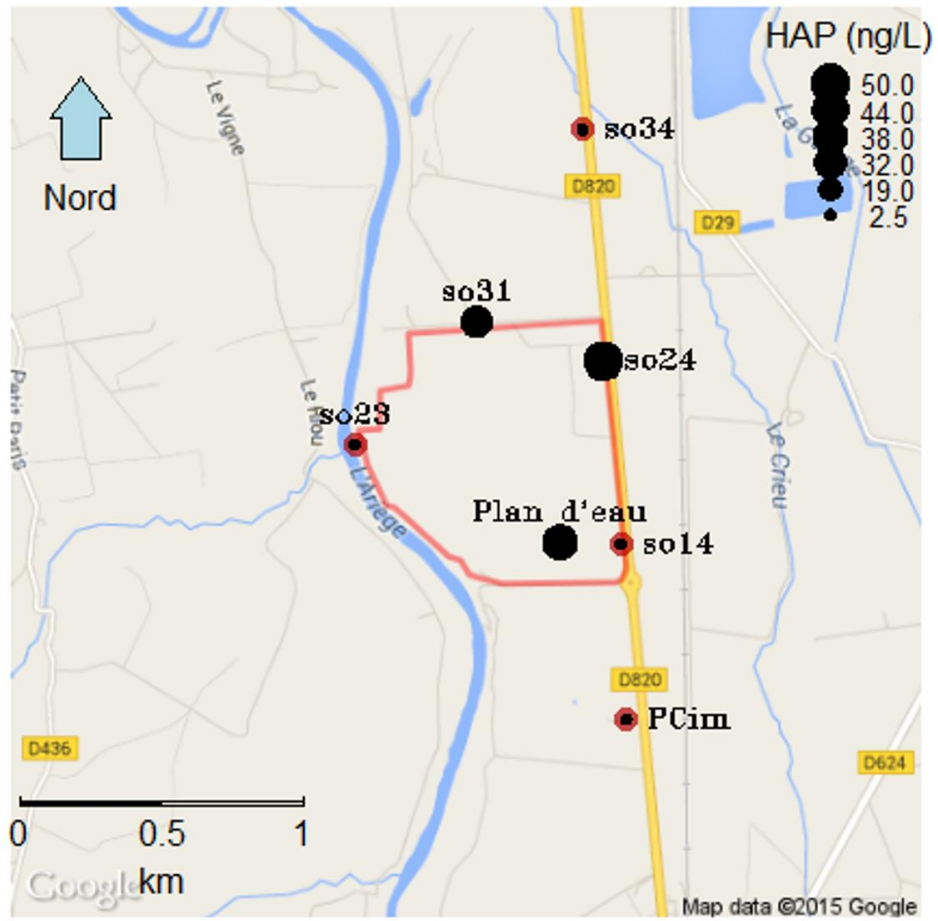 HAP (ng/L)
50.0
44.0
38.0
32.0
19.0
2.5
Nord
Le Vigne
so34
D820
D29
so31
so24
Petit Paris
so23
L'Ariège
Le Crieu
Plan d'eau
so14
D820
PCim
D436
D624
0 0.5 1
km
Google
Map data ©2015 Google